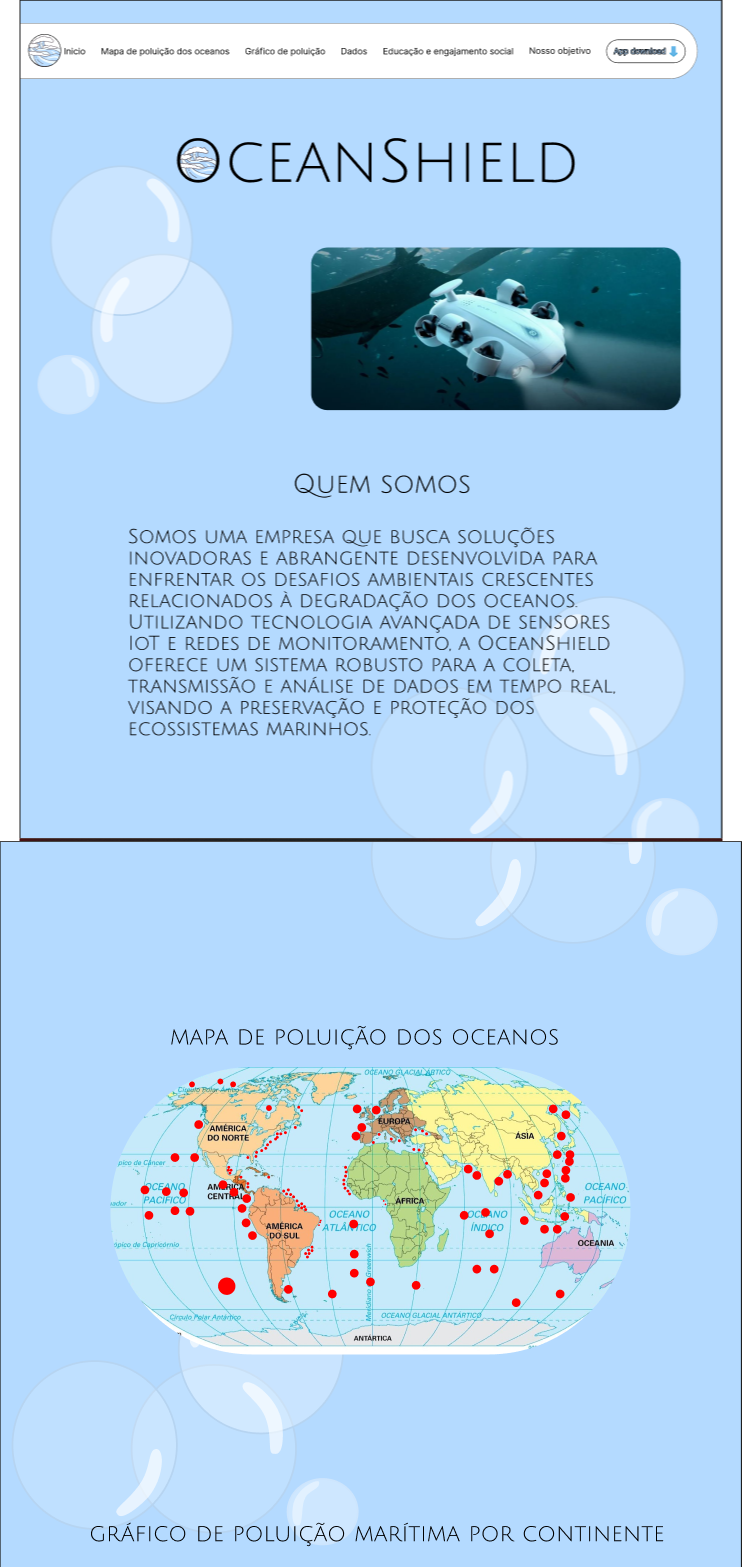 Inicio Mapa de poluição dos oceanos Gráfico de poluição Dados Educação e engajamento social Nosso objetivo App download
OceanShield
Quem somos
Somos uma empresa que busca soluções
inovadoras e abrangente desenvolvida para
enfrentar os desafios ambientais crescentes
relacionados à degradação dos oceanos.
Utilizando tecnologia avançada de sensores
IoT e redes de monitoramento, a OceanShield
oferece um sistema robusto para a coleta,
transmissão e análise de dados em tempo real,
visando a preservação e proteção dos
ecossistemas marinhos.
mapa de poluição dos oceanos
OCEANO GLACIAL ÁRTICO
Círculo Polar Ártico
AMÉRICA
DO NORTE
EUROPA
ÁSIA
pico de Câncer
OCEANO
PACÍFICO
AMÉRICA
CENTRAL
ÁFRICA
OCEANO
PACÍFICO
uador
OCEANO
ATLÂNTICO
OCEANO
ÍNDICO
AMÉRICA
DO SUL
ópico de Capricórnio
OCEANIA
Meridiano Greenwich
Círculo Polar Antártico
OCEANO GLACIAL ANTÁRTICO
ANTÁRTICA
gráfico de poluição marítima por continente